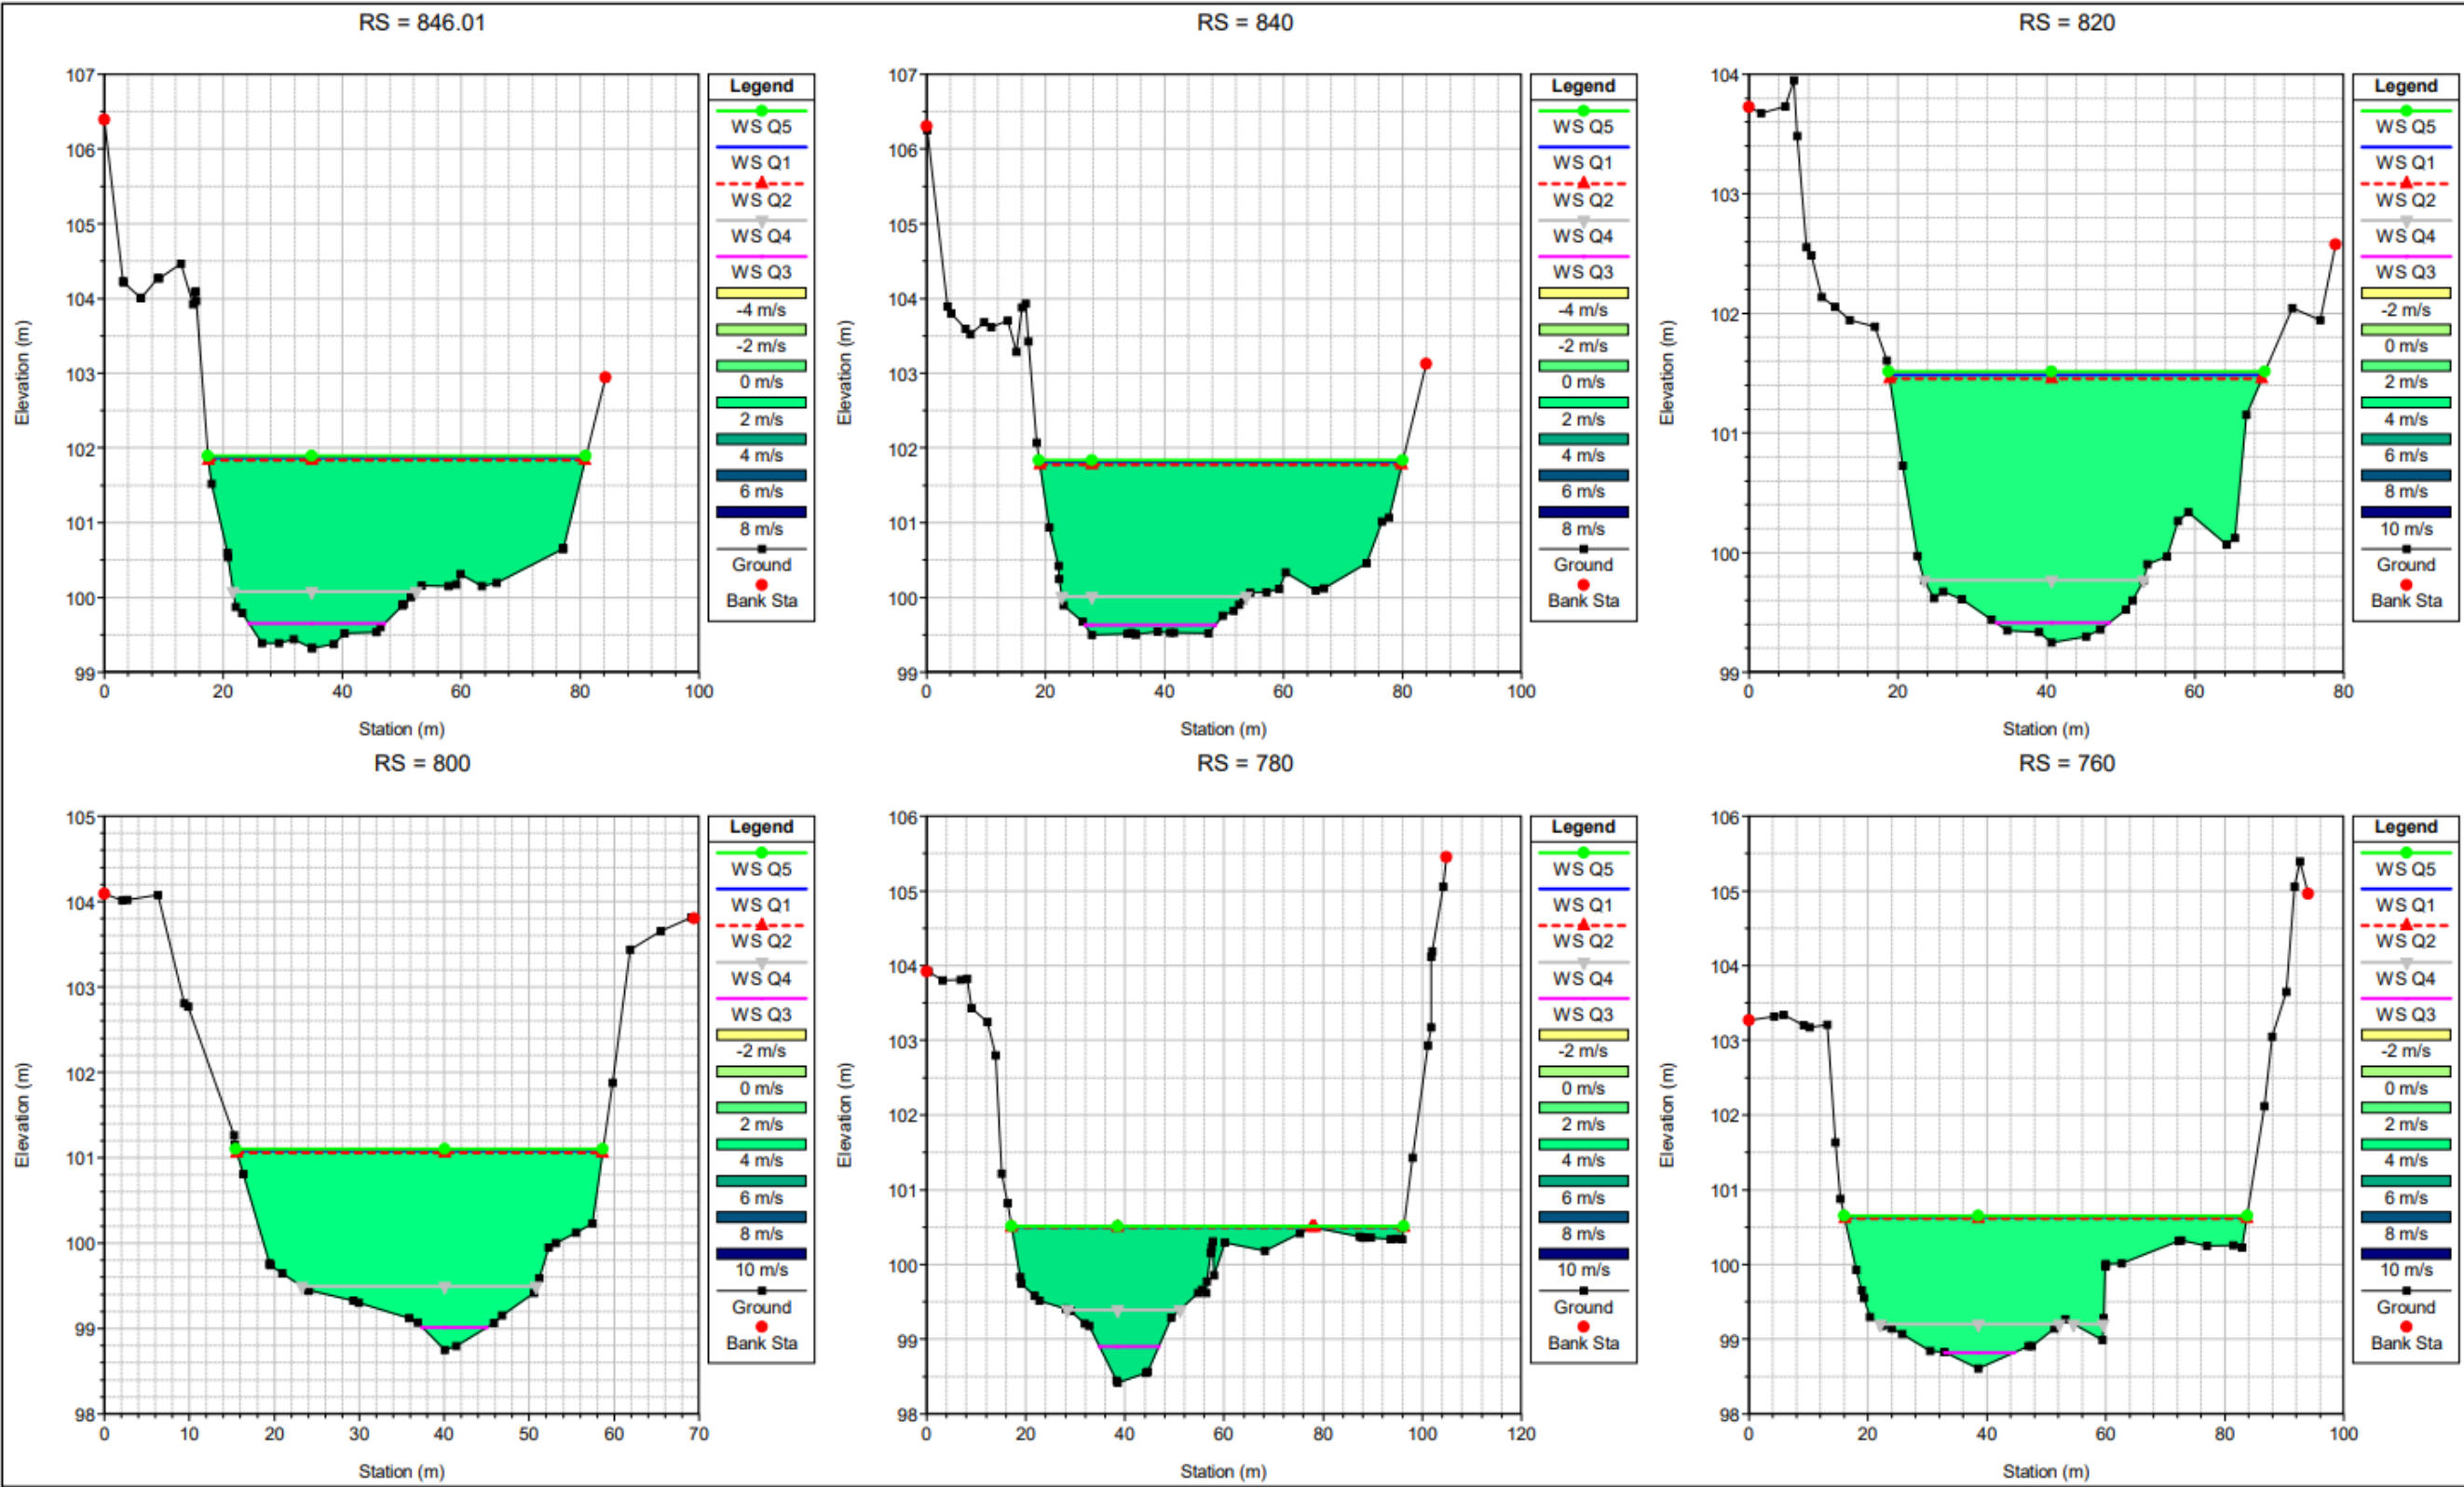 RS = 846.01
107
106
105
104
103
102
101
100
99
0
20
40
60
80
100
Elevation (m)
Station (m)
Legend
WS Q5
WS Q1
WS Q2
WS Q4
WS Q3
-4 m/s
-2 m/s
0 m/s
2 m/s
4 m/s
6 m/s
8 m/s
Ground
Bank Sta
RS = 840
107
106
105
104
103
102
101
100
99
0
20
40
60
80
100
Elevation (m)
Station (m)
Legend
WS Q5
WS Q1
WS Q2
WS Q4
WS Q3
-4 m/s
-2 m/s
0 m/s
2 m/s
4 m/s
6 m/s
8 m/s
Ground
Bank Sta
RS = 820
104
103
102
101
100
99
0
20
40
60
80
Elevation (m)
Station (m)
Legend
WS Q5
WS Q1
WS Q2
WS Q4
WS Q3
-2 m/s
0 m/s
2 m/s
4 m/s
6 m/s
8 m/s
10 m/s
Ground
Bank Sta
RS = 800
105
104
103
102
101
100
99
98
0
10
20
30
40
50
60
70
Elevation (m)
Station (m)
Legend
WS Q5
WS Q1
WS Q2
WS Q4
WS Q3
-2 m/s
0 m/s
2 m/s
4 m/s
6 m/s
8 m/s
10 m/s
Ground
Bank Sta
RS = 780
106
105
104
103
102
101
100
99
98
0
20
40
60
80
100
120
Elevation (m)
Station (m)
Legend
WS Q5
WS Q1
WS Q2
WS Q4
WS Q3
-2 m/s
0 m/s
2 m/s
4 m/s
6 m/s
8 m/s
10 m/s
Ground
Bank Sta
RS = 760
106
105
104
103
102
101
100
99
98
0
20
40
60
80
100
Elevation (m)
Station (m)
Legend
WS Q5
WS Q1
WS Q2
WS Q4
WS Q3
-2 m/s
0 m/s
2 m/s
4 m/s
6 m/s
8 m/s
10 m/s
Ground
Bank Sta